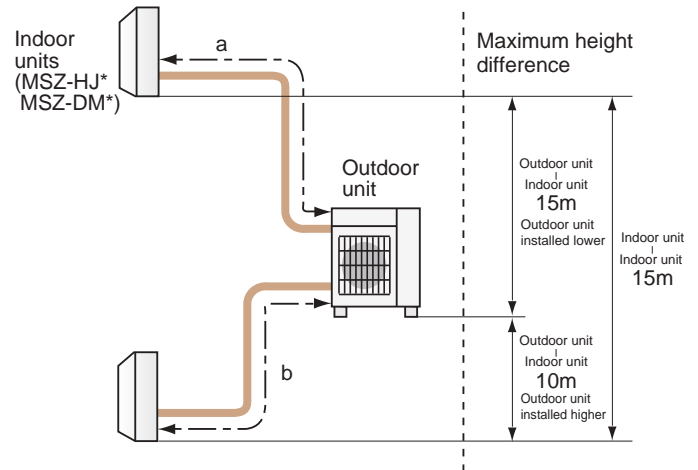 Indoor
units
(MSZ-HJ*
MSZ-DM*)
a
Outdoor
unit
b
Maximum height
difference
Outdoor unit
Indoor unit
15m
Outdoor unit
installed lower
Indoor unit
Indoor unit
15m
Outdoor unit
Indoor unit
10m
Outdoor unit
installed higher